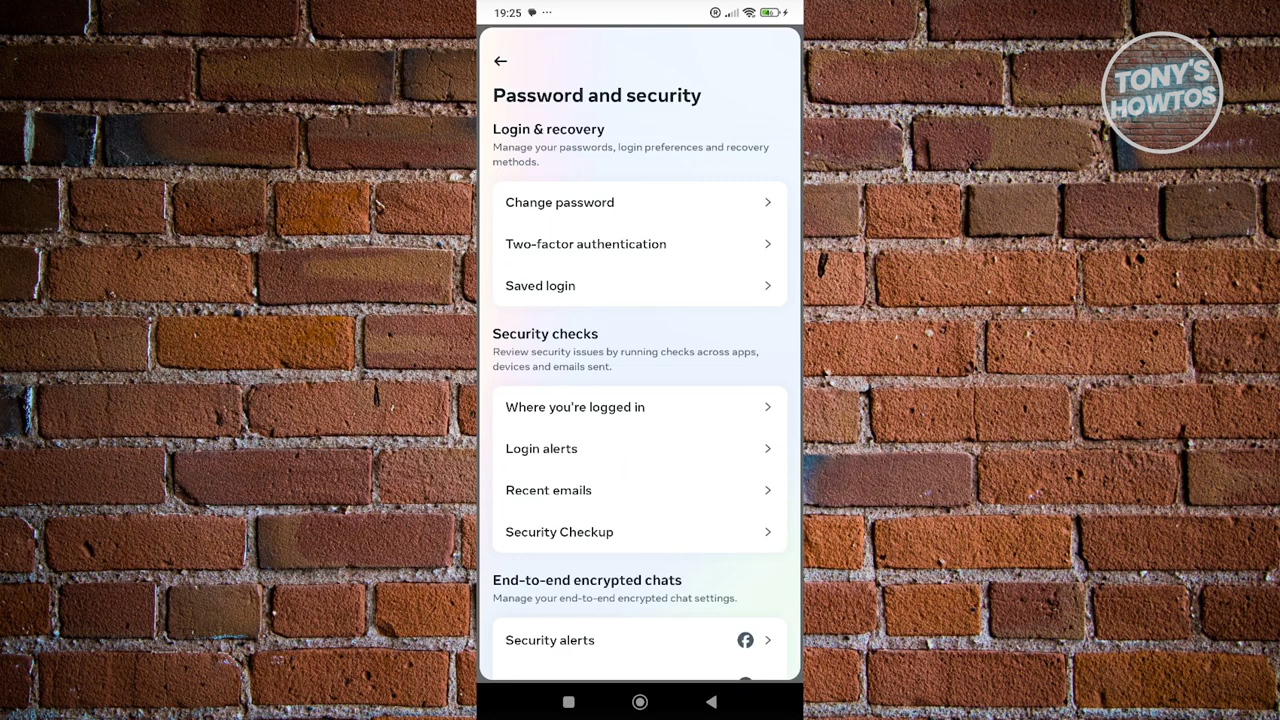 19:25
TONY'S
HOWTOS
Password and security
Login & recovery
Manage your passwords, login preferences and recovery
methods.
Change password
Two-factor authentication
Saved login
Security checks
Review security issues by running checks across apps,
devices and emails sent.
Where you're logged in
Login alerts
Recent emails
Security Checkup
End-to-end encrypted chats
Manage your end-to-end encrypted chat settings.
Security alerts